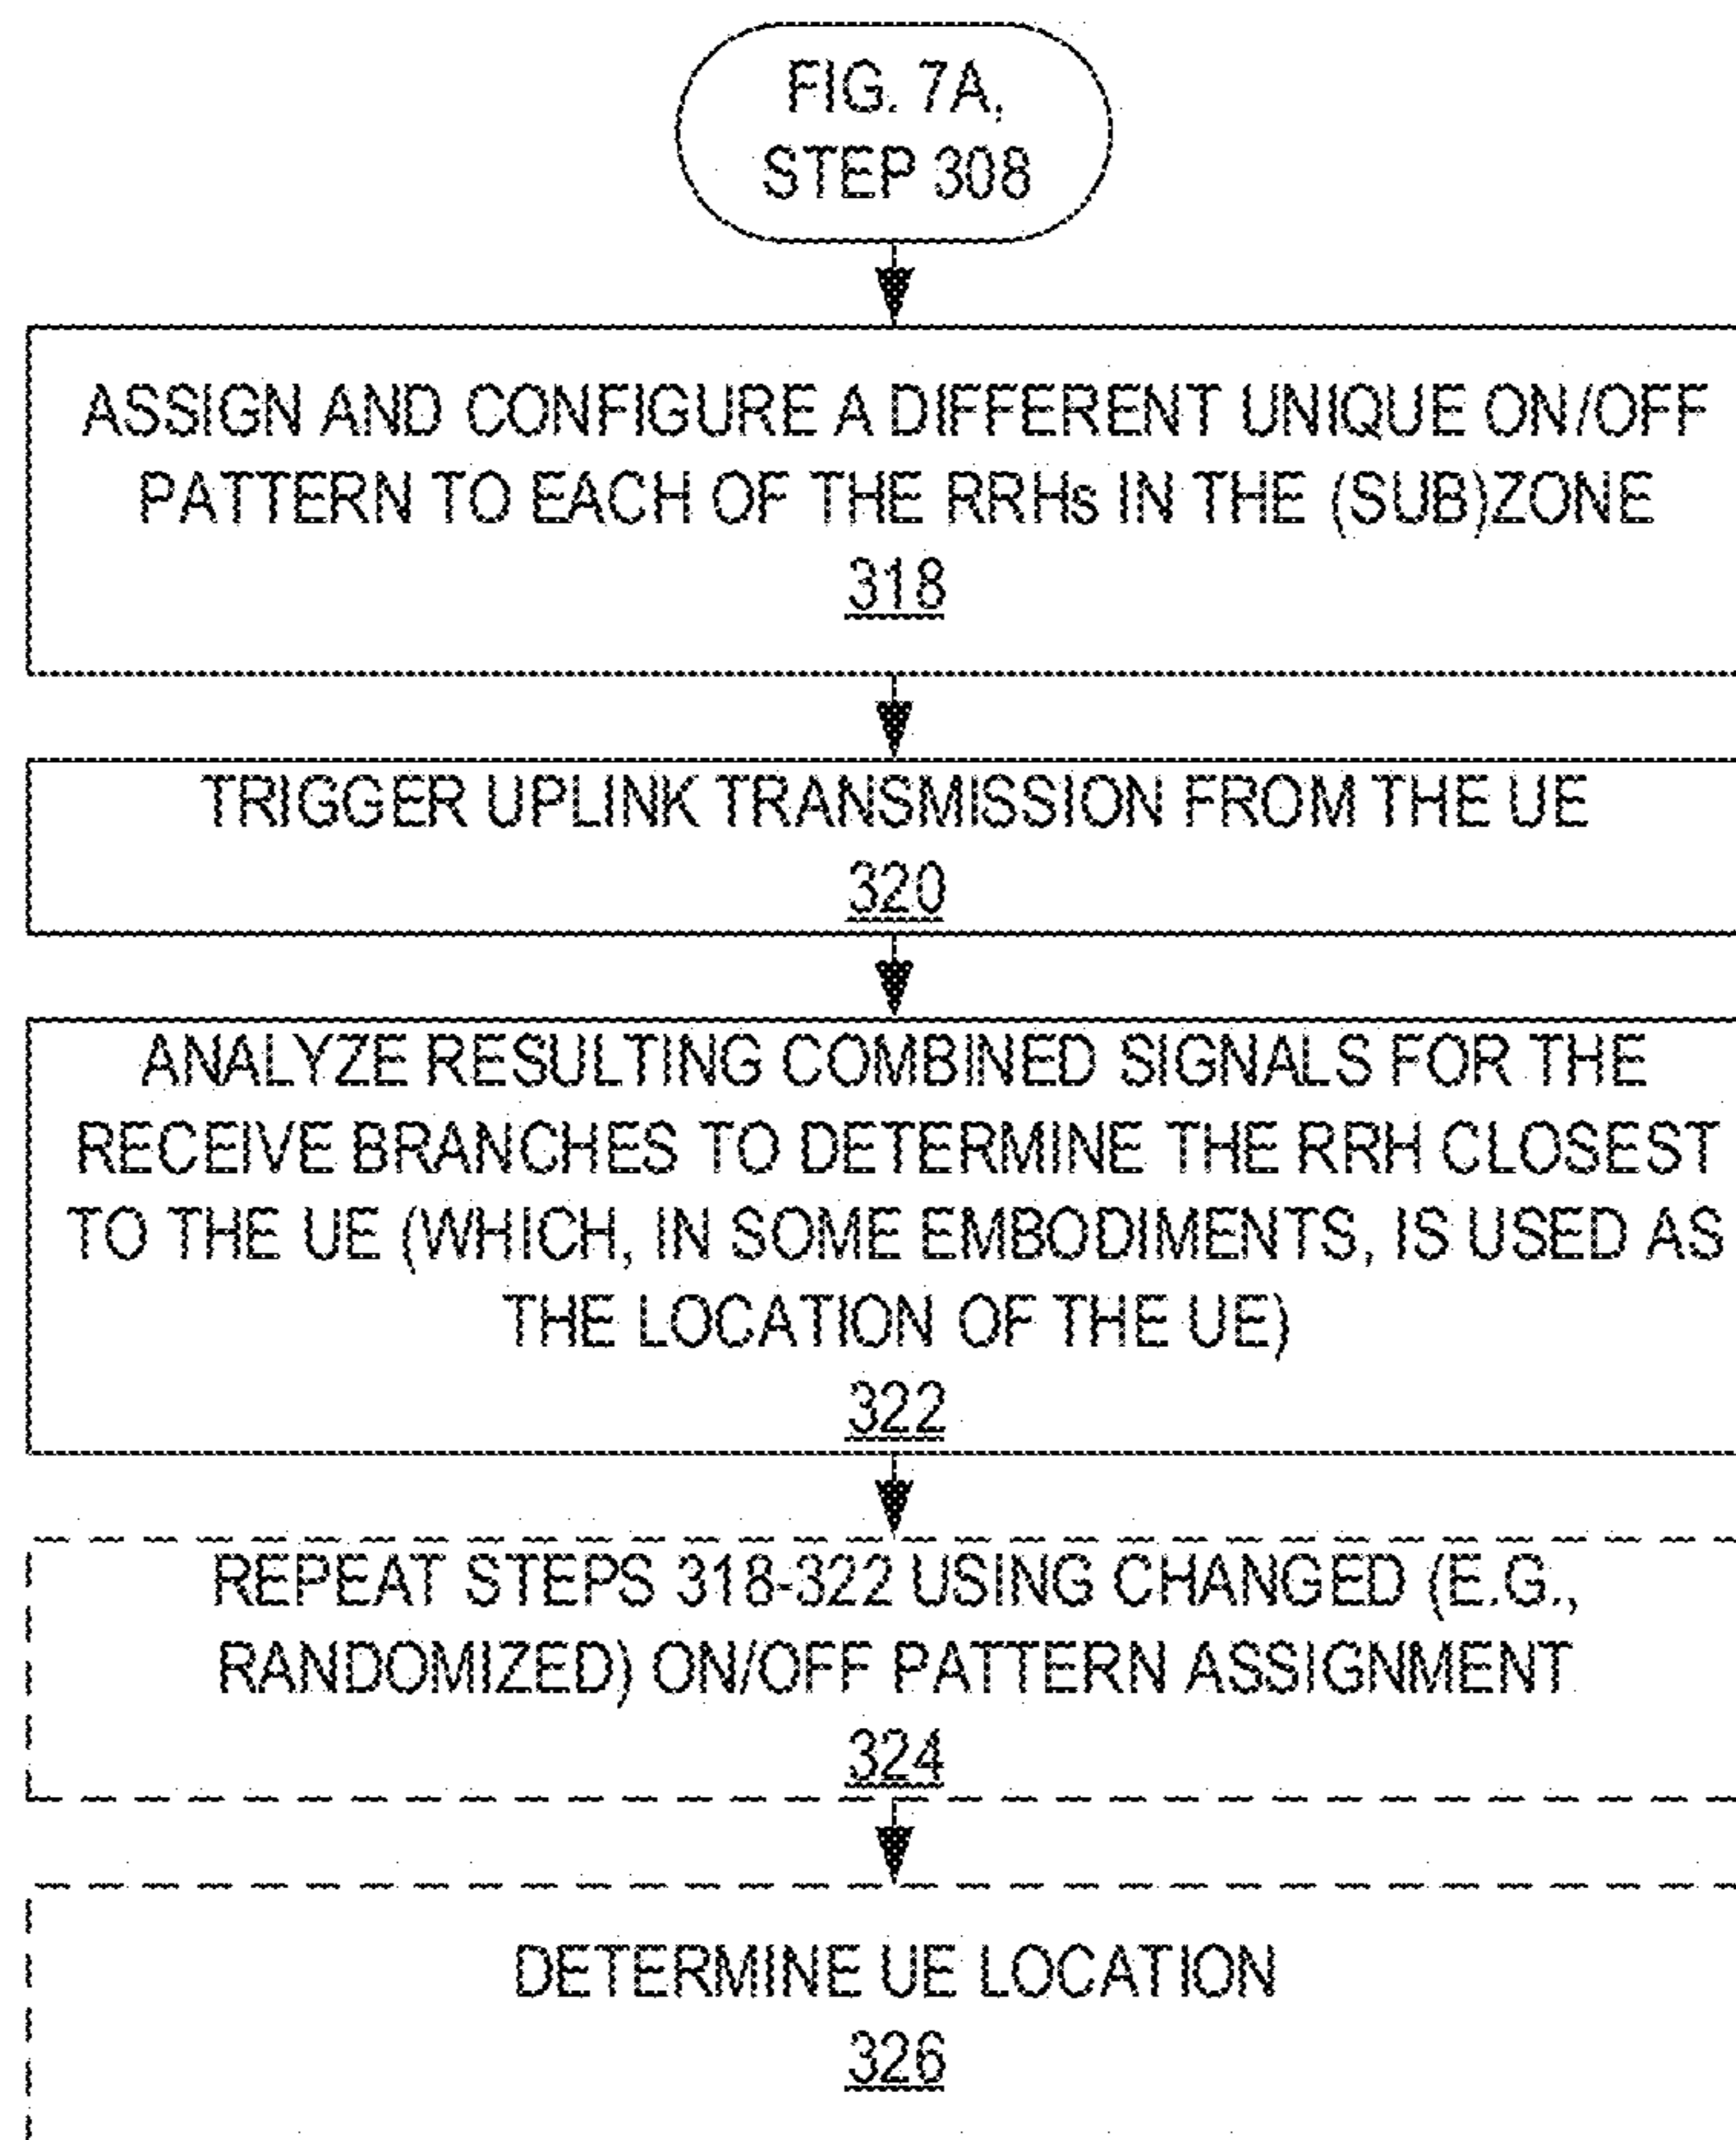 FIG. 7A,
STEP 308
ASSIGN AND CONFIGURE A DIFFERENT UNIQUE ON/OFF
PATTERN TO EACH OF THE RRHs IN THE (SUB)ZONE
318
TRIGGER UPLINK TRANSMISSION FROM THE UE
320
ANALYZE RESULTING COMBINED SIGNALS FOR THE
RECEIVE BRANCHES TO DETERMINE THE RRH CLOSEST
TO THE UE (WHICH, IN SOME EMBODIMENTS, IS USED AS
THE LOCATION OF THE UE)
322
REPEAT STEPS 318-322 USING CHANGED (E.G.,
RANDOMIZED) ON/OFF PATTERN ASSIGNMENT
324
DETERMINE UE LOCATION
326